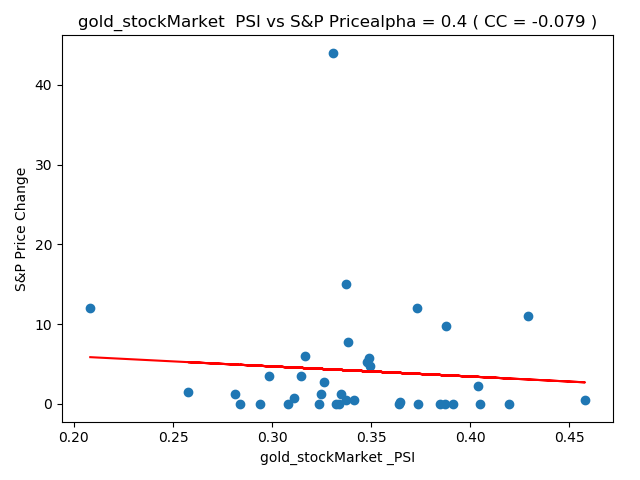 gold_stockMarket  PSI vs S&P Pricealpha = 0.4 ( CC = -0.079 )
S&P Price Change
40
30
20
10
0
0.20 0.25 0.30 0.35 0.40 0.45
gold_stockMarket _PSI